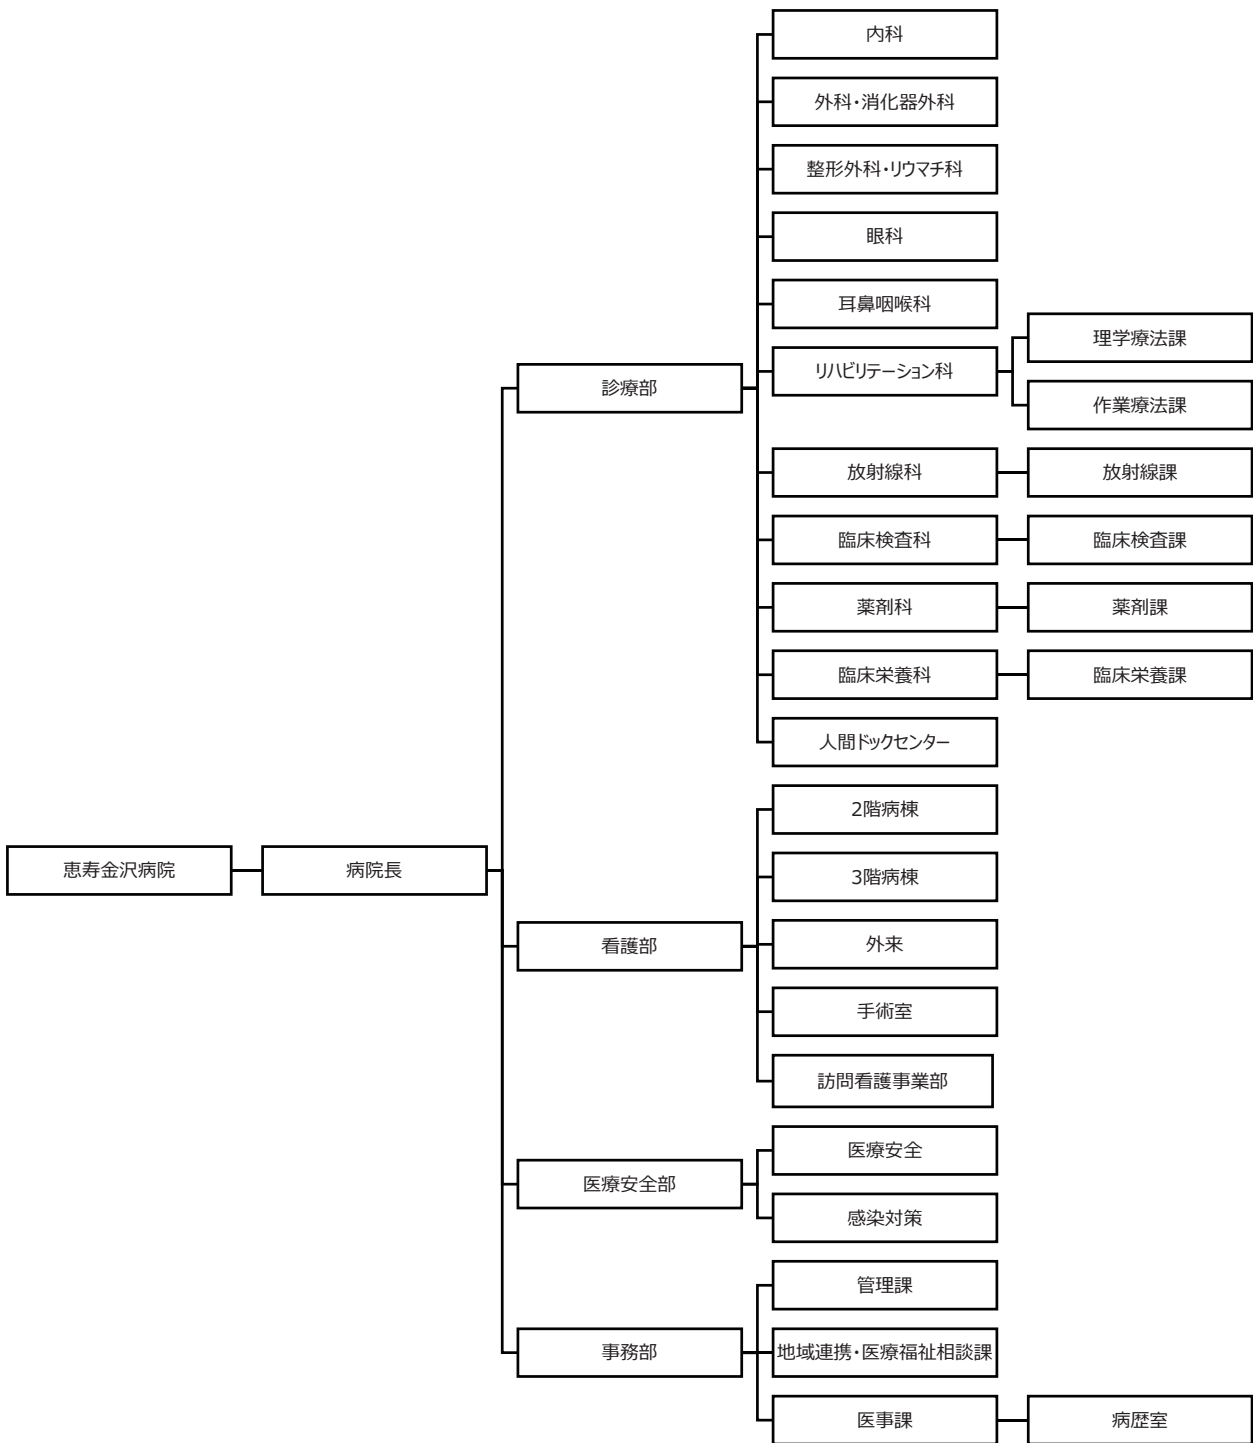 内科
外科・消化器外科
整形外科・リウマチ科
眼科
耳鼻咽喉科
リハビリテーション科
理学療法課
作業療法課
診療部
放射線科
放射線課
臨床検査科
臨床検査課
薬剤科
薬剤課
臨床栄養科
臨床栄養課
人間ドックセンター
2階病棟
恵寿金沢病院
病院長
3階病棟
看護部
外来
手術室
訪問看護事業部
医療安全部
医療安全
感染対策
管理課
事務部
地域連携・医療福祉相談課
医事課
病歴室